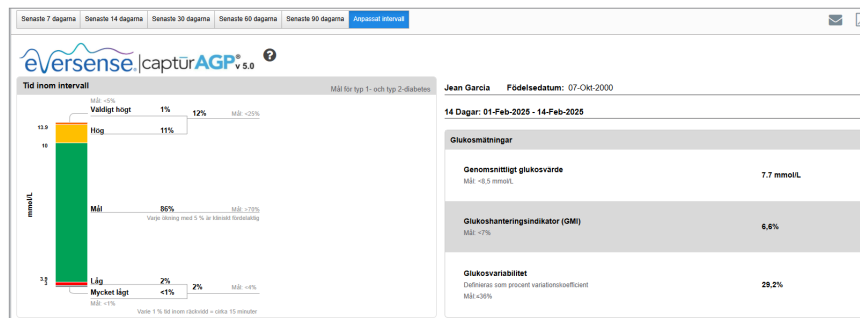 Senaste 7 dagarna
Senaste 14 dagarna
Senaste 30 dagarna
Senaste 60 dagarna
Senaste 90 dagarna
Anpassat intervall
eversense® | captūrAGP® v 5.0 ?
Tid inom intervall
Mål för typ 1- och typ 2-diabetes
Mål: <5%
Väldigt högt 1%
12% Mål: <25%
Hög 11%
13.9
10
mmol/L
Mål 86% Mål: >70%
Varje ökning med 5 % är kliniskt fördelaktig
3.9
3
Låg 2%
2% Mål: <4%
Mycket lågt <1%
Mål: <1%
Varje 1 % tid inom räckvidd = cirka 15 minuter
Jean Garcia Födelsedatum: 07-Okt-2000
14 Dagar: 01-Feb-2025 - 14-Feb-2025
Glukosmätningar
Genomsnittligt glukosvärde 7.7 mmol/L
Mål: <8,5 mmol/L
Glukoshanteringsindikator (GMI) 6,6%
Mål: <7%
Glukosvariabilitet 29,2%
Definieras som procent variationskoefficient
Mål ≤36%